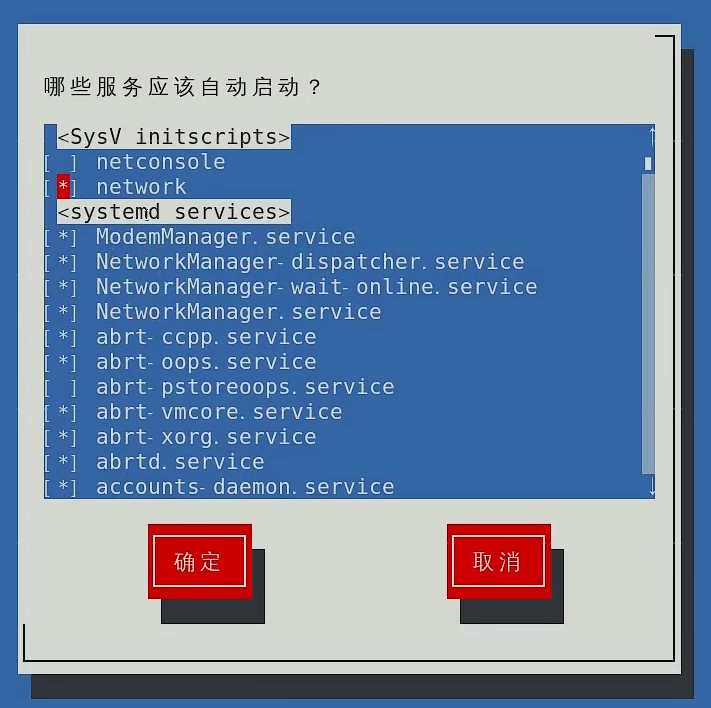 哪些服务应该自动启动？
<SysV initscripts>
[ ] netconsole
[*] network
<systemd services>
[*] ModemManager.service
[*] NetworkManager-dispatcher.service
[*] NetworkManager-wait-online.service
[*] NetworkManager.service
[*] abrt-ccpp.service
[*] abrt-oops.service
[ ] abrt-pstoreoops.service
[*] abrt-vmcore.service
[*] abrt-xorg.service
[*] abrtd.service
[*] accounts-daemon.service
确定 取消